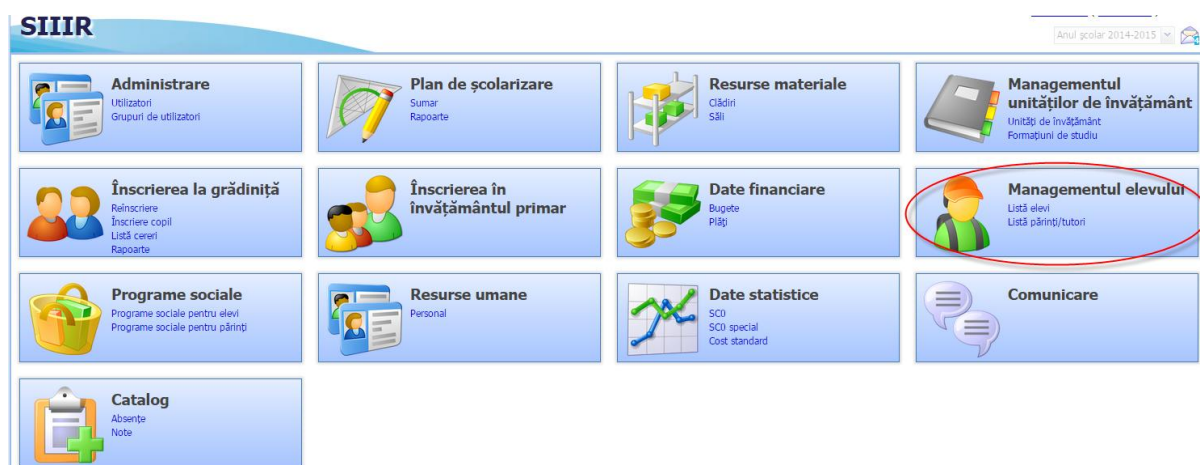 SIIIR
Anul școlar 2014-2015
Administrare
Utilizatori
Grupuri de utilizatori
Plan de școlarizare
Sumar
Rapoarte
Resurse materiale
Clădiri
Săli
Managementul
unităților de învățământ
Unități de învățământ
Formațiuni de studiu
Înscrierea la grădiniță
Reînscriere
Înscriere copil
Listă cereri
Rapoarte
Înscrierea în
învățământul primar
Date financiare
Bugete
Plăți
Managementul elevului
Listă elevi
Listă părinți/tutori
Programe sociale
Programe sociale pentru elevi
Programe sociale pentru părinți
Resurse umane
Personal
Date statistice
SC0
SC0 special
Cost standard
Comunicare
Catalog
Absențe
Note